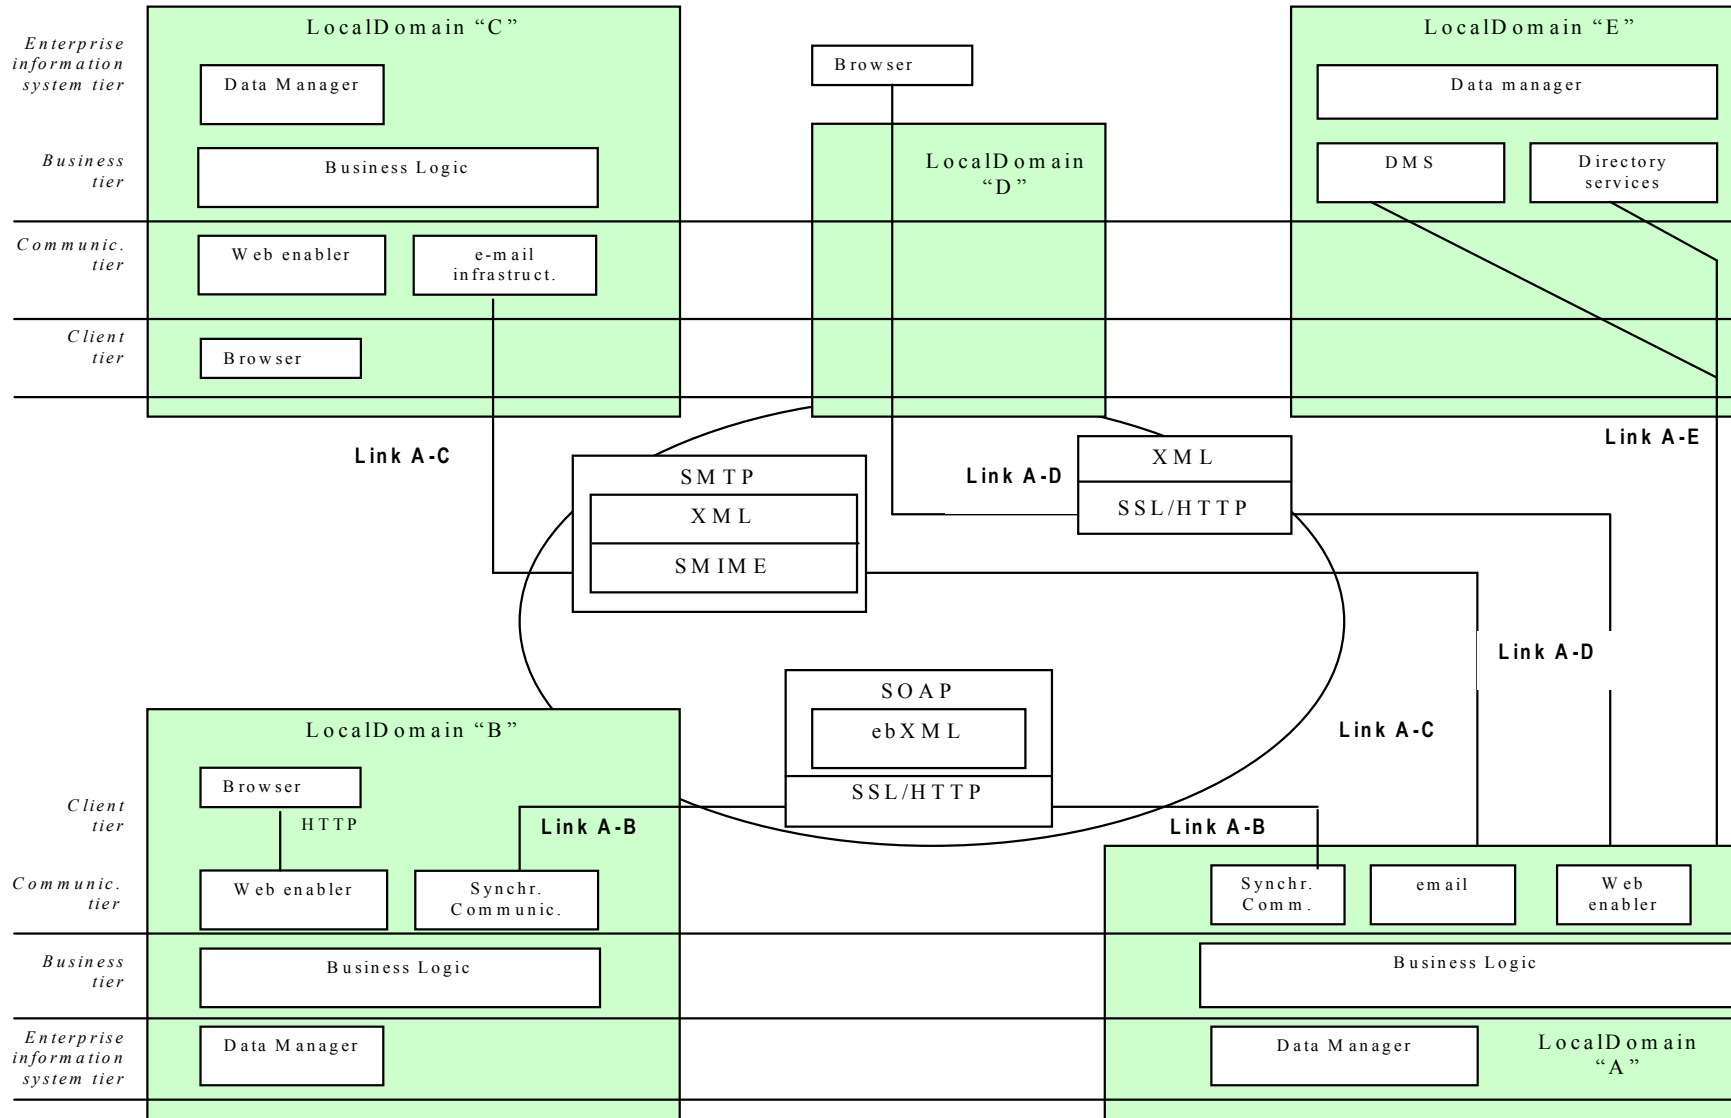 LocalDomain “C”
Enterprise
information
system tier
Data Manager
Business
tier
Business Logic
Communic.
tier
Web enabler
e-mail
infrastruct.
Client
tier
Browser
Browser
LocalDomain
“D”
LocalDomain “E”
Data manager
DMS
Directory
services
Link A-C
Link A-D
Link A-E
SMTP
XML
SMIME
XML
SSL/HTTP
Link A-D
Link A-C
SOAP
ebXML
SSL/HTTP
Link A-B
Link A-B
LocalDomain “B”
Client
tier
Browser
HTTP
Communic.
tier
Web enabler
Synchr.
Communic.
Business
tier
Business Logic
Enterprise
information
system tier
Data Manager
Synchr.
Comm.
email
Web
enabler
Business Logic
Data Manager
LocalDomain
“A”